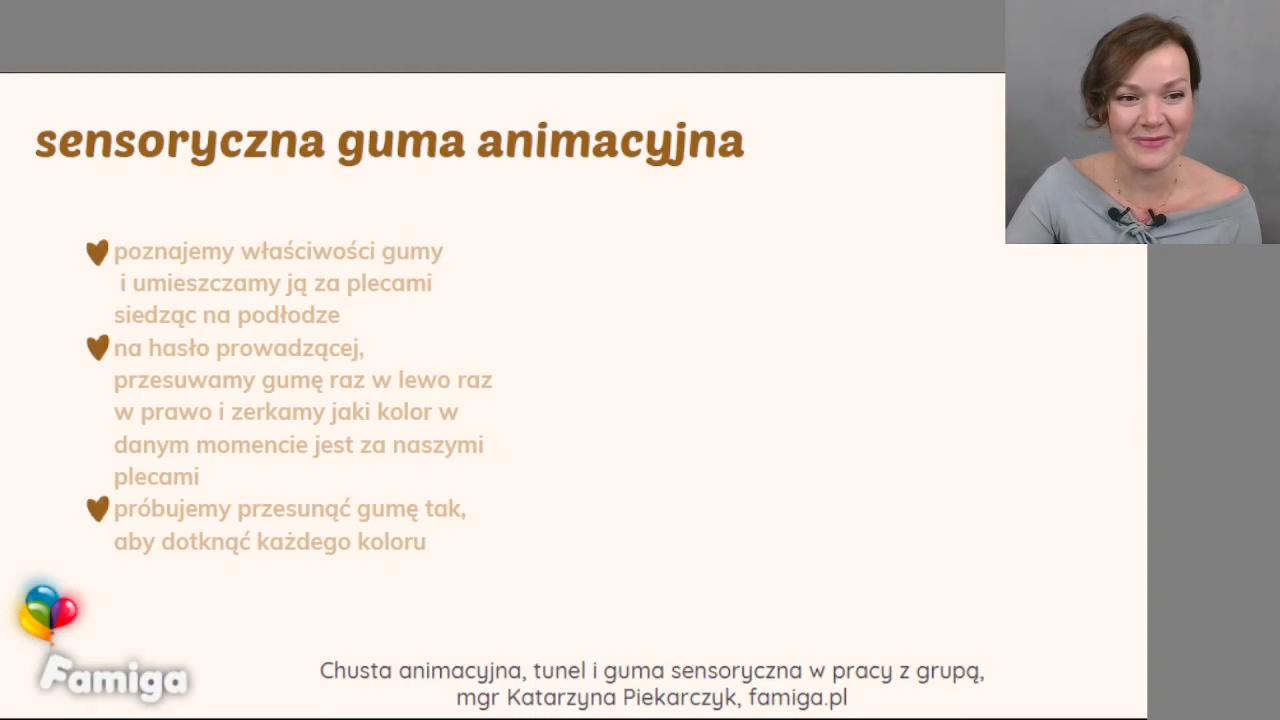 sensoryczna guma animacyjna
poznajemy właściwości gumy
i umieszczamy ją za plecami
siedząc na podłodze
na hasło prowadzącej,
przesuwamy gumę raz w lewo raz
w prawo i zerkamy jaki kolor w
danym momencie jest za naszymi
plecami
próbujemy przesunąć gumę tak,
aby dotknąć każdego koloru
Famiga
Chusta animacyjna, tunel i guma sensoryczna w pracy z grupą,
mgr Katarzyna Piekarczyk, famiga.pl